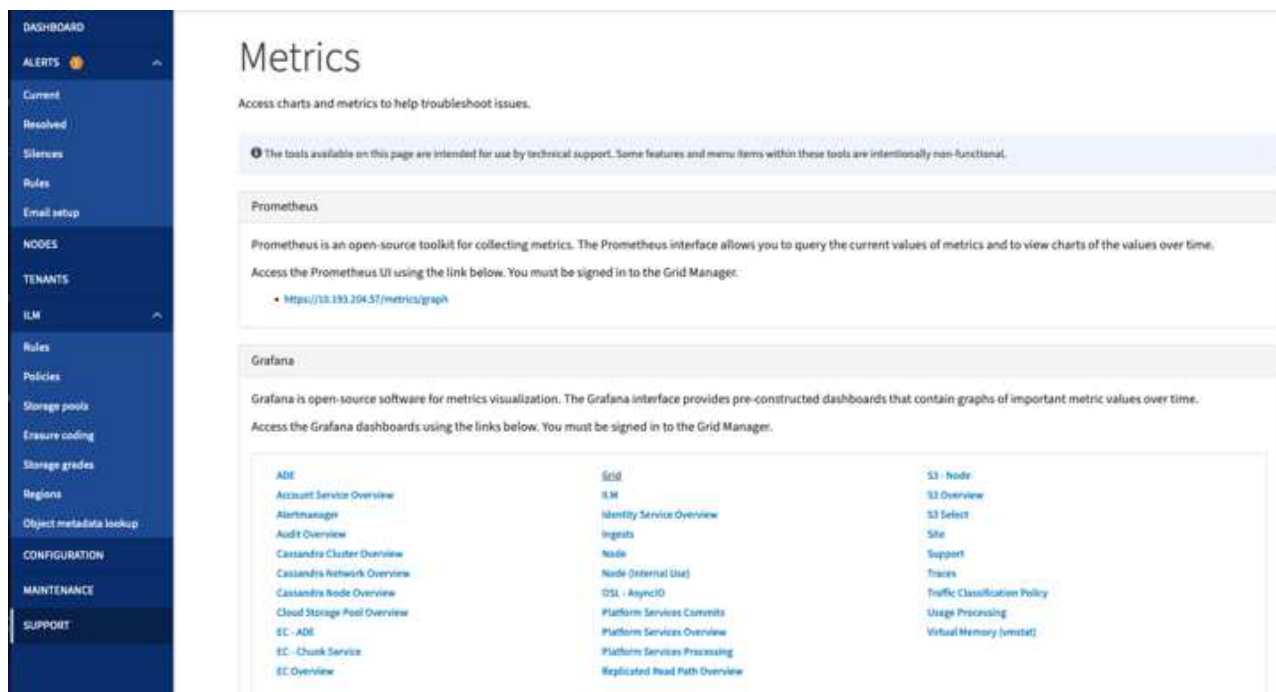 DASHBOARD
ALERTS
Current
Resolved
Silences
Rules
Email setup
NODES
TENANTS
ILM
Rules
Policies
Storage pools
Erasure coding
Storage grades
Regions
Object metadata lookup
CONFIGURATION
MAINTENANCE
SUPPORT
Metrics
Access charts and metrics to help troubleshoot issues.
The tools available on this page are intended for use by technical support. Some features and menu items within these tools are intentionally non-functional.
Prometheus
Prometheus is an open-source toolkit for collecting metrics. The Prometheus interface allows you to query the current values of metrics and to view charts of the values over time.
Access the Prometheus UI using the link below. You must be signed in to the Grid Manager.
• https://10.193.204.57/metrics/graph
Grafana
Grafana is open-source software for metrics visualization. The Grafana interface provides pre-constructed dashboards that contain graphs of important metric values over time.
Access the Grafana dashboards using the links below. You must be signed in to the Grid Manager.
ADE
Account Service Overview
Alertmanager
Audit Overview
Cassandra Cluster Overview
Cassandra Network Overview
Cassandra Node Overview
Cloud Storage Pool Overview
EC - ADE
EC - Chunk Service
EC Overview
Grid
ILM
Identity Service Overview
Ingests
Node
Node (Internal Use)
OSL - AsyncIO
Platform Services Commits
Platform Services Overview
Platform Services Processing
Replicated Read Path Overview
S3 - Node
S3 Overview
S3 Select
Site
Support
Traces
Traffic Classification Policy
Usage Processing
Virtual Memory (vmstat)